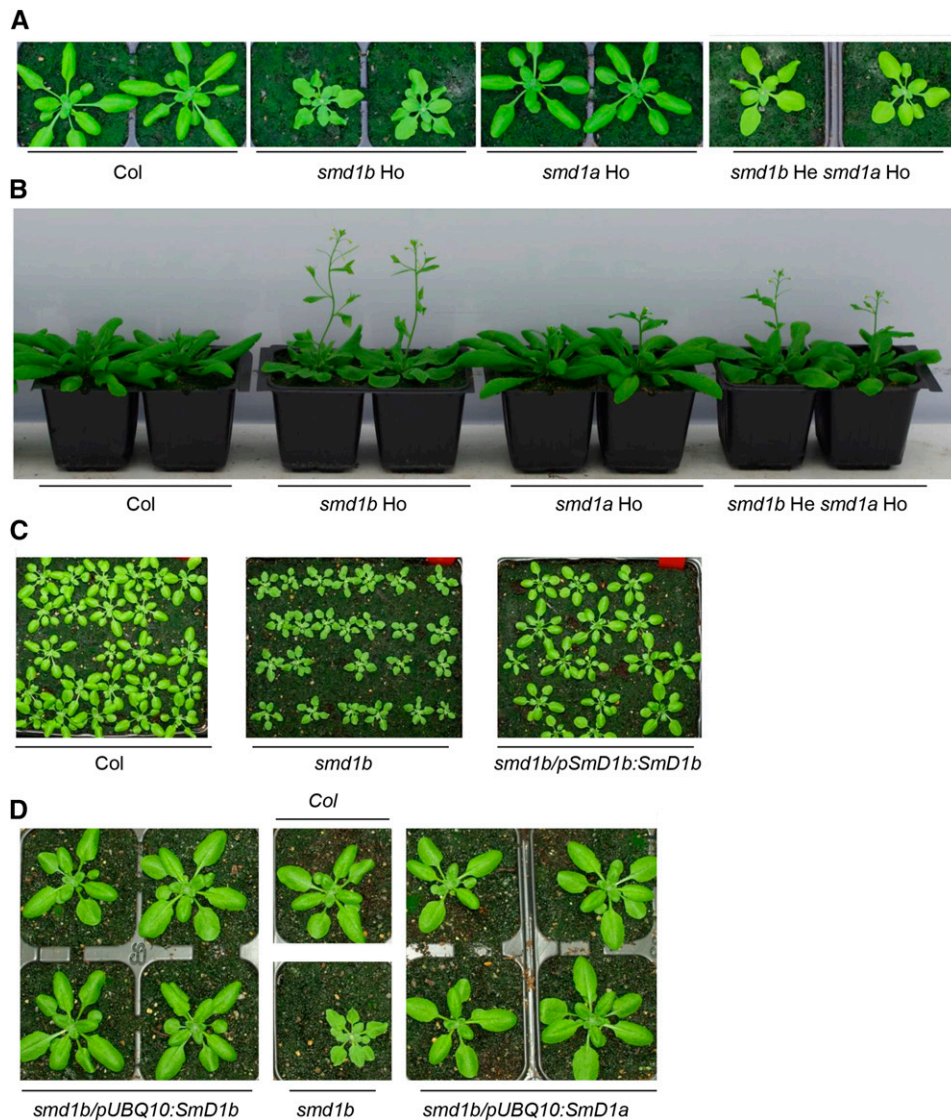 A
Col
smd1b Ho
smd1a Ho
smd1b He smd1a Ho
B
Col
smd1b Ho
smd1a Ho
smd1b He smd1a Ho
C
Col
smd1b
smd1b/pSmD1b:SmD1b
D
Col
smd1b/pUBQ10:SmD1b
smd1b
smd1b/pUBQ10:SmD1a